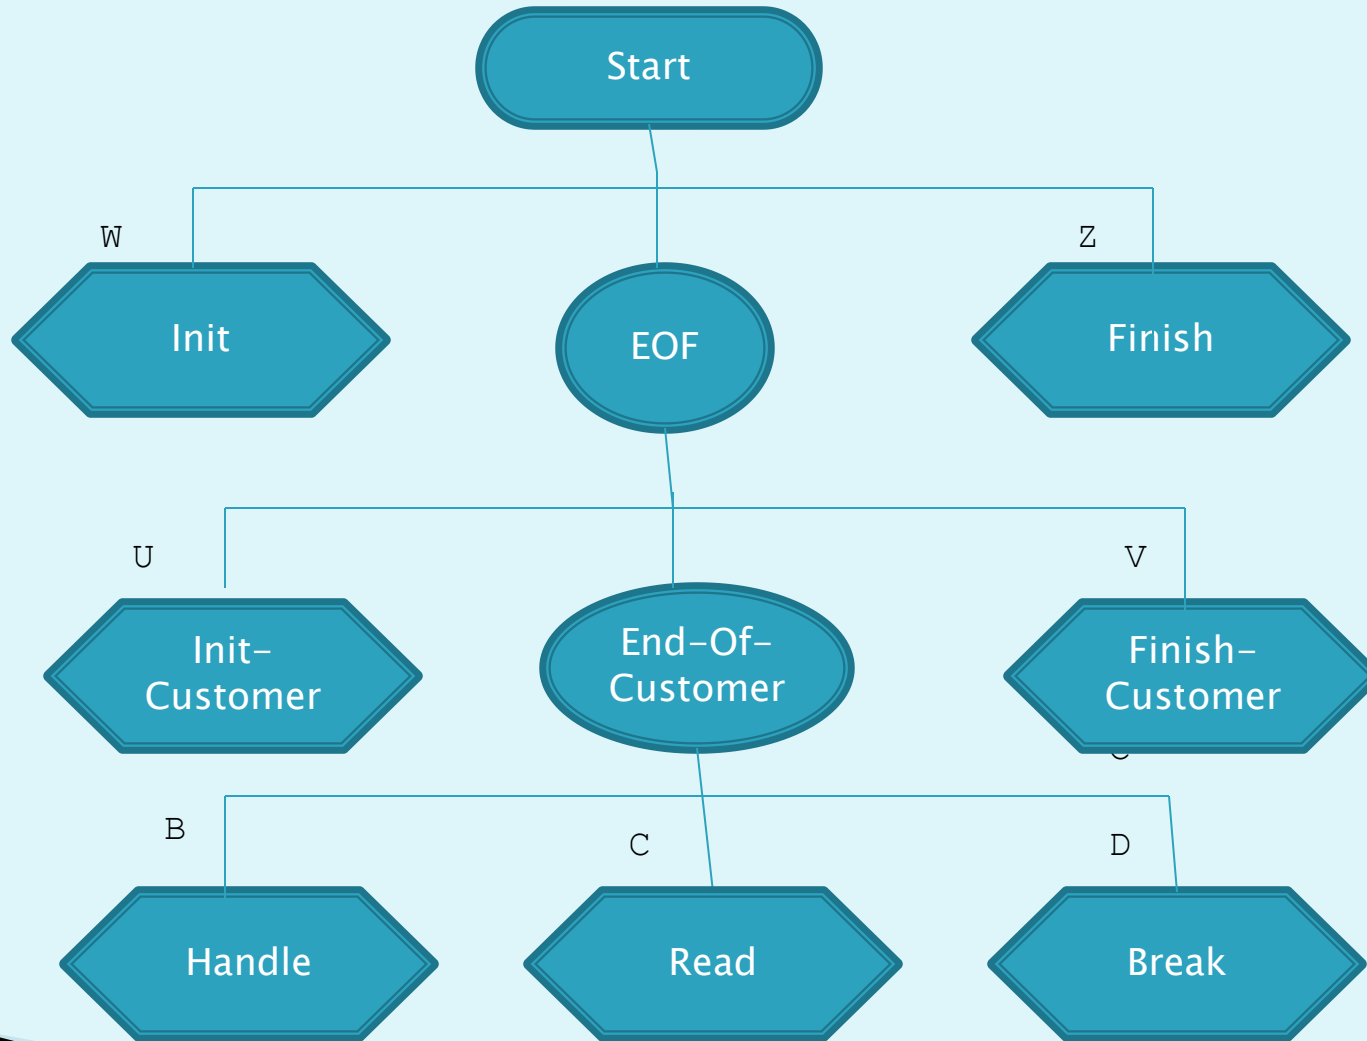 Start
W
Z
Init
EOF
Finish
U
V
Init-
Customer
End-Of-
Customer
Finish-
Customer
B
C
D
Handle
Read
Break